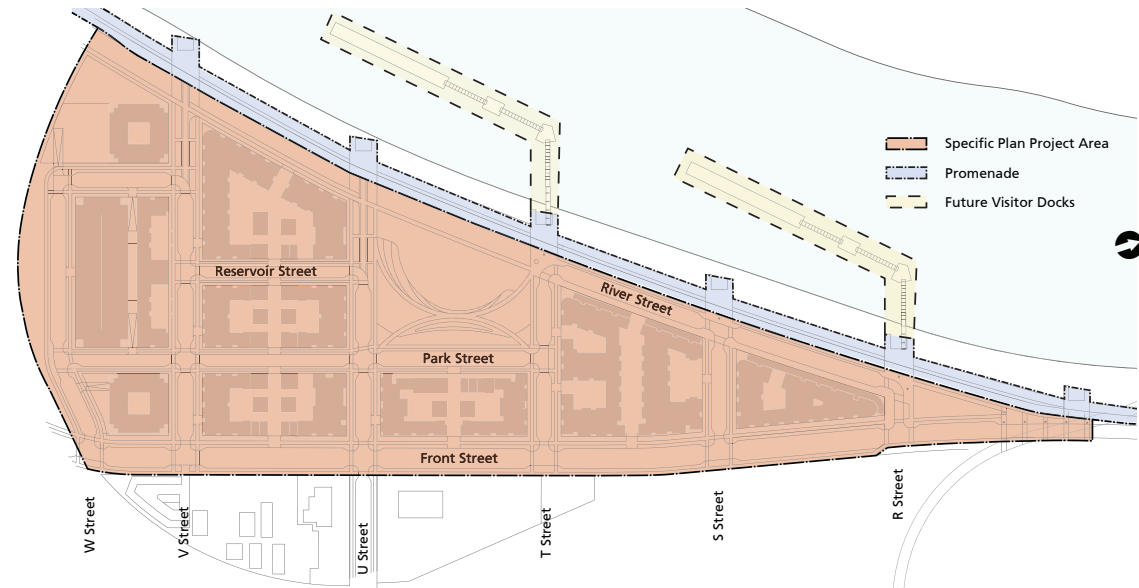 Specific Plan Project Area
Promenade
Future Visitor Docks
Reservoir Street
River Street
Park Street
Front Street
W Street
V Street
U Street
T Street
S Street
R Street